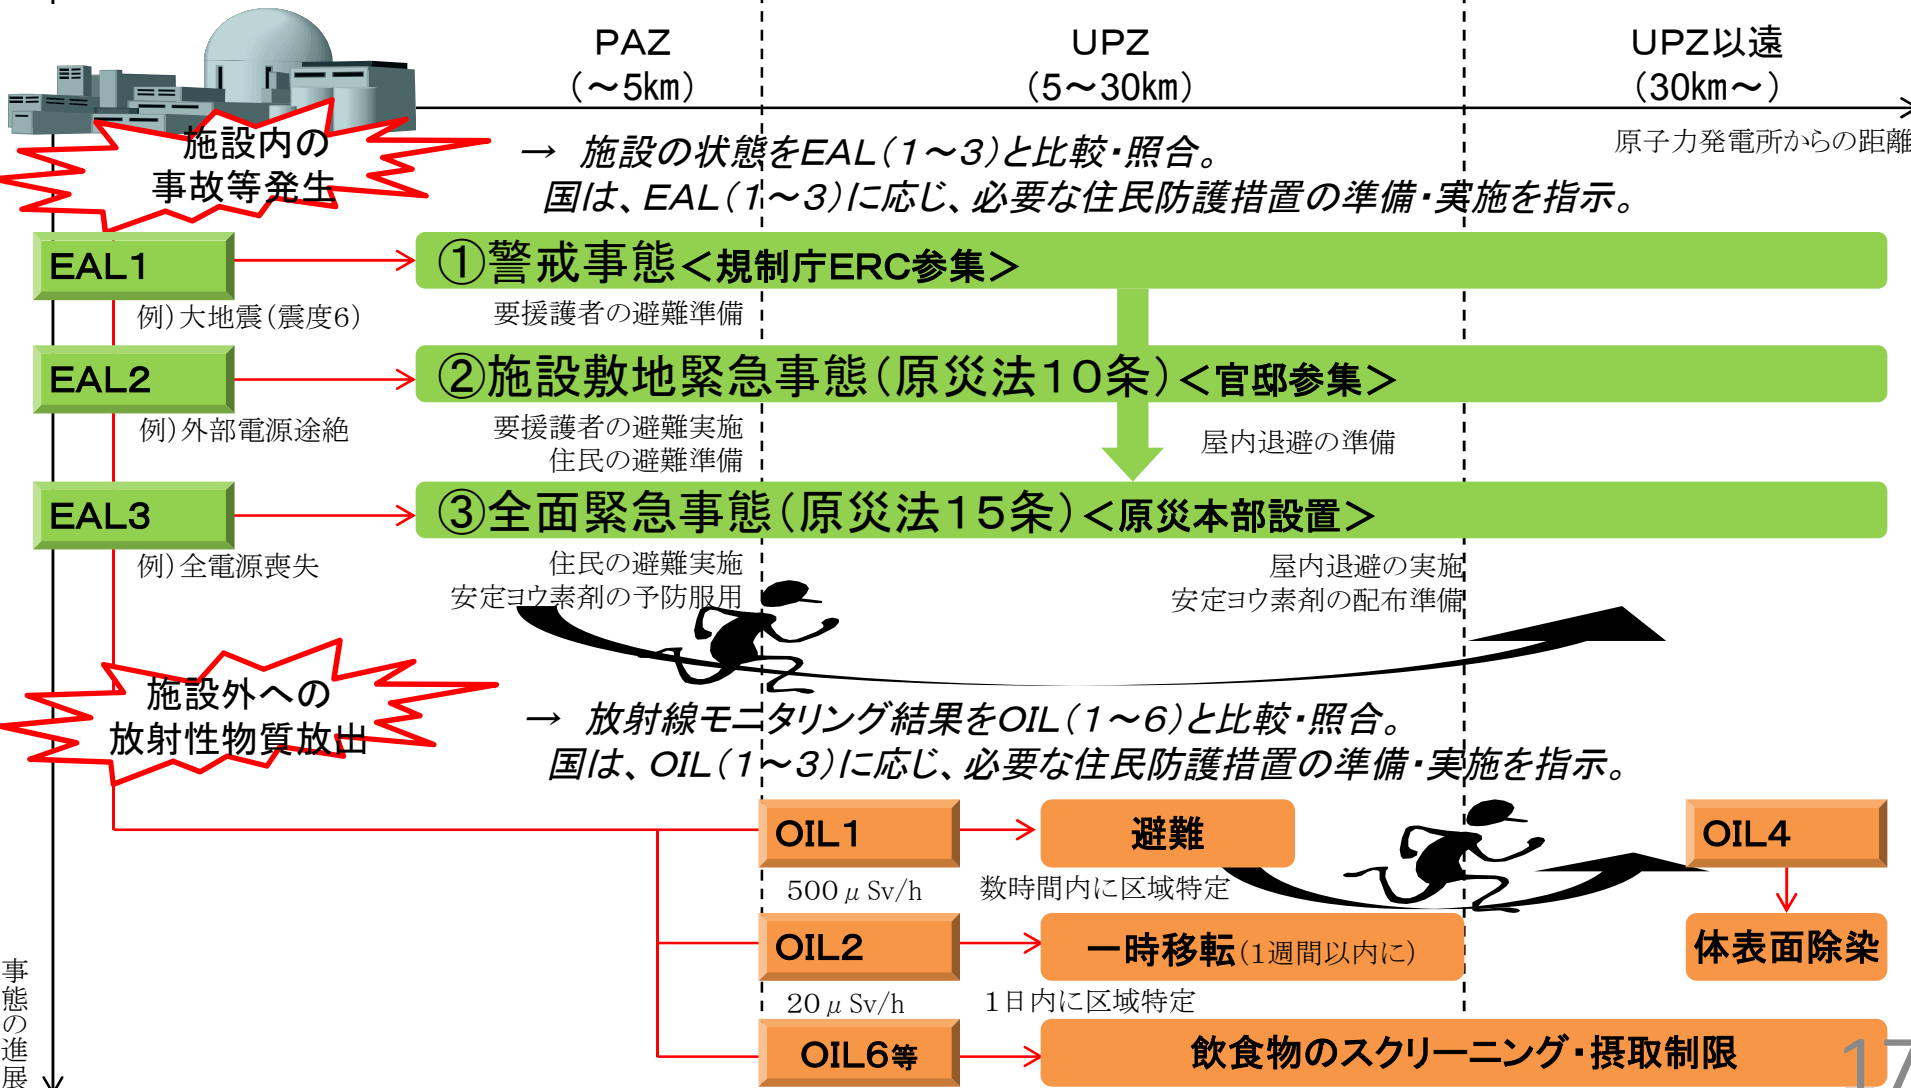 PAZ
(～5km)
UPZ
(5～30km)
UPZ以遠
(30km～)
原子力発電所からの距離
施設内の
事故等発生
→ 施設の状態をEAL(1～3)と比較・照合。
国は、EAL(1～3)に応じ、必要な住民防護措置の準備・実施を指示。
EAL1
①警戒事態＜規制庁ERC参集＞
例)大地震(震度6)
要援護者の避難準備
EAL2
②施設敷地緊急事態(原災法10条)＜官邸参集＞
例)外部電源途絶
要援護者の避難実施
住民の避難準備
屋内退避の準備
EAL3
③全面緊急事態(原災法15条)＜原災本部設置＞
例)全電源喪失
住民の避難実施
安定ヨウ素剤の予防服用
屋内退避の実施
安定ヨウ素剤の配布準備
施設外への
放射性物質放出
→ 放射線モニタリング結果をOIL(1～6)と比較・照合。
国は、OIL(1～3)に応じ、必要な住民防護措置の準備・実施を指示。
OIL1
避難
OIL4
500μSv/h
数時間内に区域特定
OIL2
一時移転(1週間以内に)
体表面除染
20μSv/h
1日内に区域特定
OIL6等
飲食物のスクリーニング・摂取制限
事態の進展
17